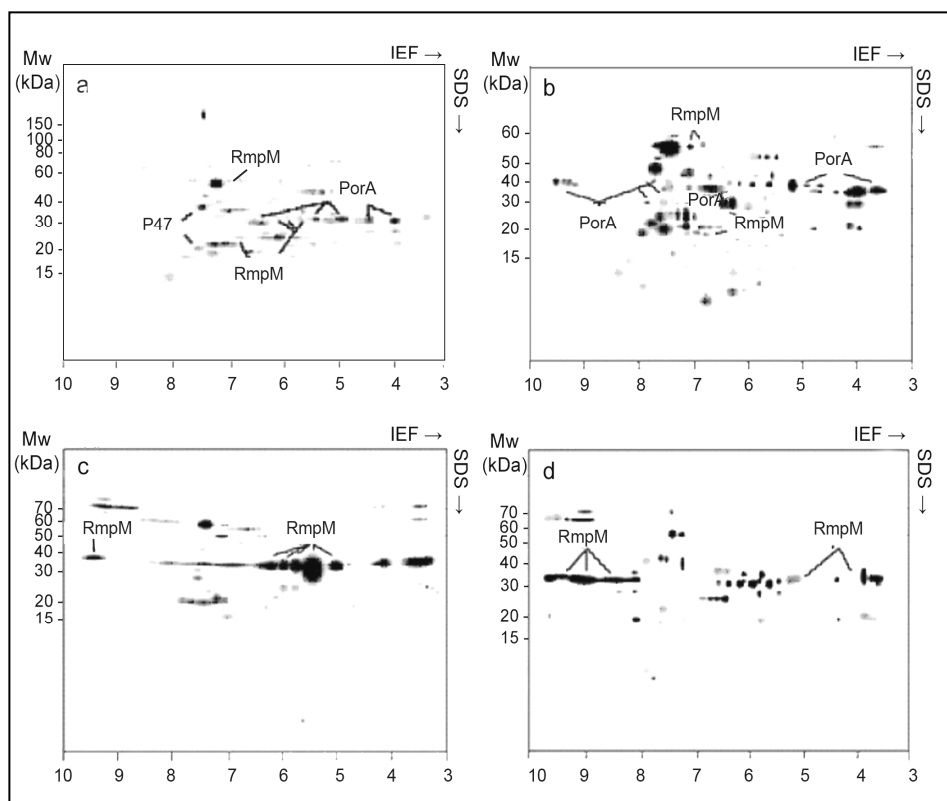 IEF →
Mw
(kDa)
a
SDS →
150
100
80
60
40
30
20
15
RmpM
PorA
P47
RmpM
10 9 8 7 6 5 4 3
IEF →
Mw
(kDa)
b
SDS →
60
50
40
30
20
15
RmpM
PorA
PorA
PorA
RmpM
10 9 8 7 6 5 4 3
IEF →
Mw
(kDa)
c
SDS →
70
60
50
40
30
20
15
RmpM
RmpM
10 9 8 7 6 5 4 3
IEF →
Mw
(kDa)
d
SDS →
70
60
50
40
30
20
15
RmpM
RmpM
10 9 8 7 6 5 4 3